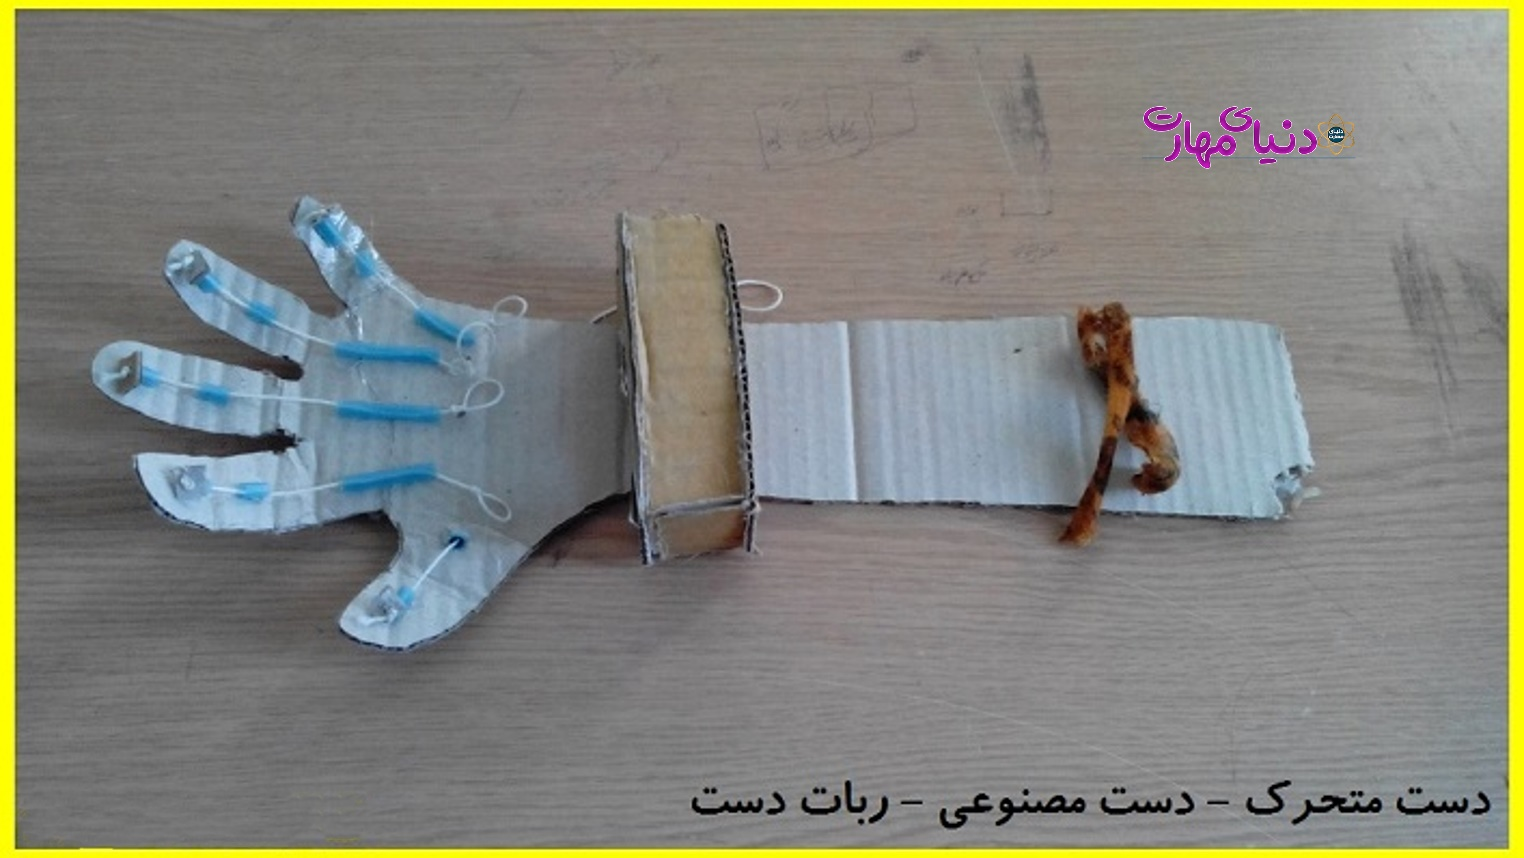 دنیای مهارت
دست متحرک – دست مصنوعی – ربات دست